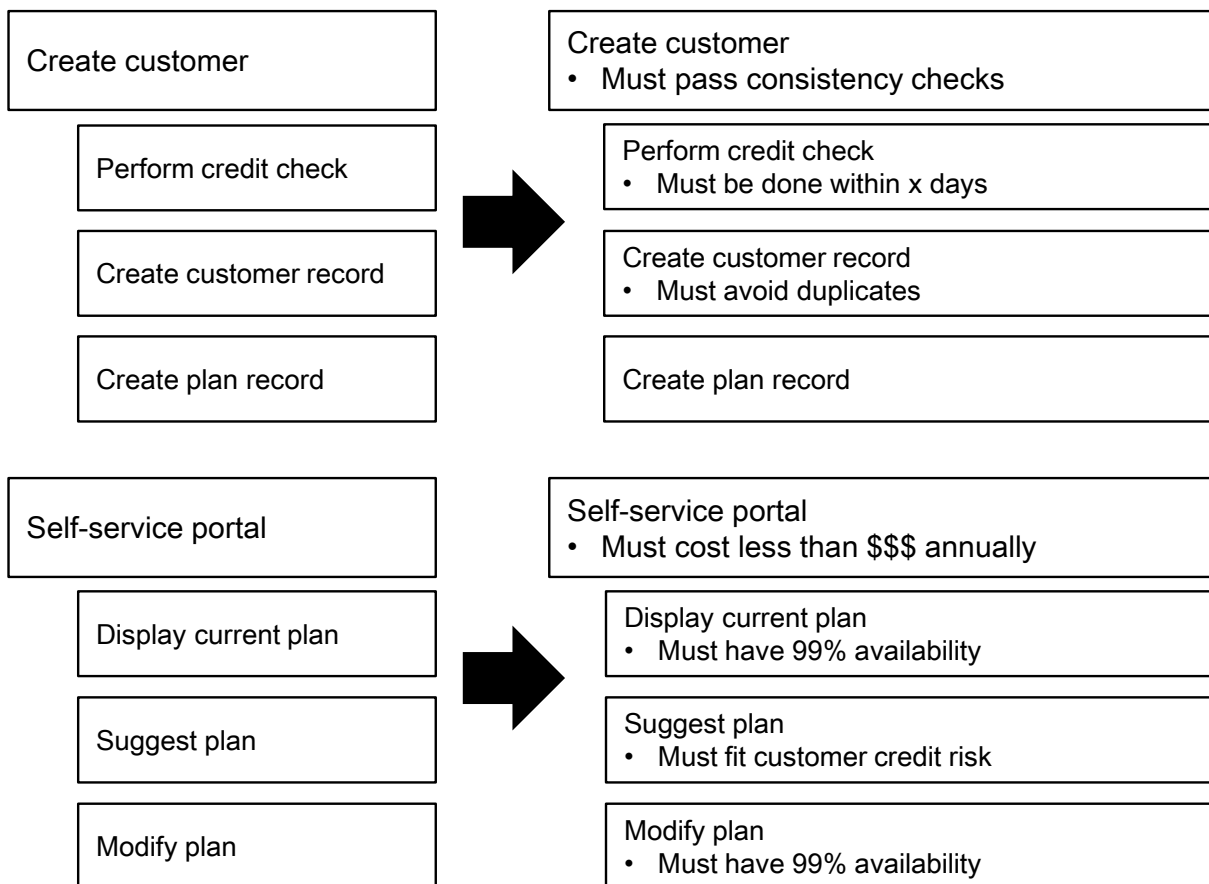 Create customer
Create customer
• Must pass consistency checks
Perform credit check
Perform credit check
• Must be done within x days
Create customer record
Create customer record
• Must avoid duplicates
Create plan record
Create plan record
Self-service portal
Self-service portal
• Must cost less than $$$ annually
Display current plan
Display current plan
• Must have 99% availability
Suggest plan
Suggest plan
• Must fit customer credit risk
Modify plan
Modify plan
• Must have 99% availability